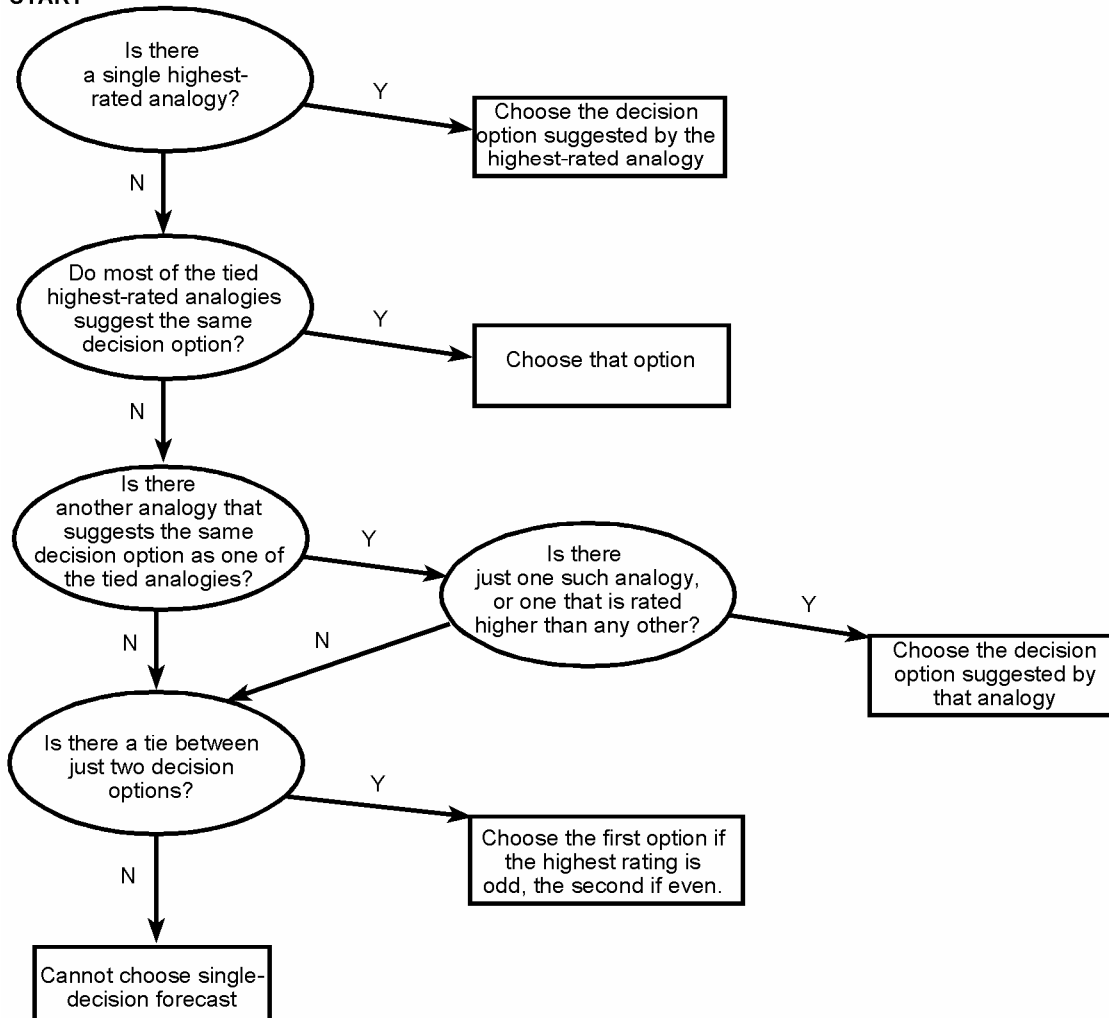 START
Is there
a single highest-
rated analogy?
Y
Choose the decision
option suggested by the
highest-rated analogy
N
Do most of the tied
highest-rated analogies
suggest the same
decision option?
Y
Choose that option
N
Is there
another analogy that
suggests the same
decision option as one of
the tied analogies?
Y
Is there
just one such analogy,
or one that is rated
higher than any other?
Y
Choose the decision
option suggested by
that analogy
N
N
Is there a tie between
just two decision
options?
Y
Choose the first option if
the highest rating is
odd, the second if even.
N
Cannot choose single-
decision forecast